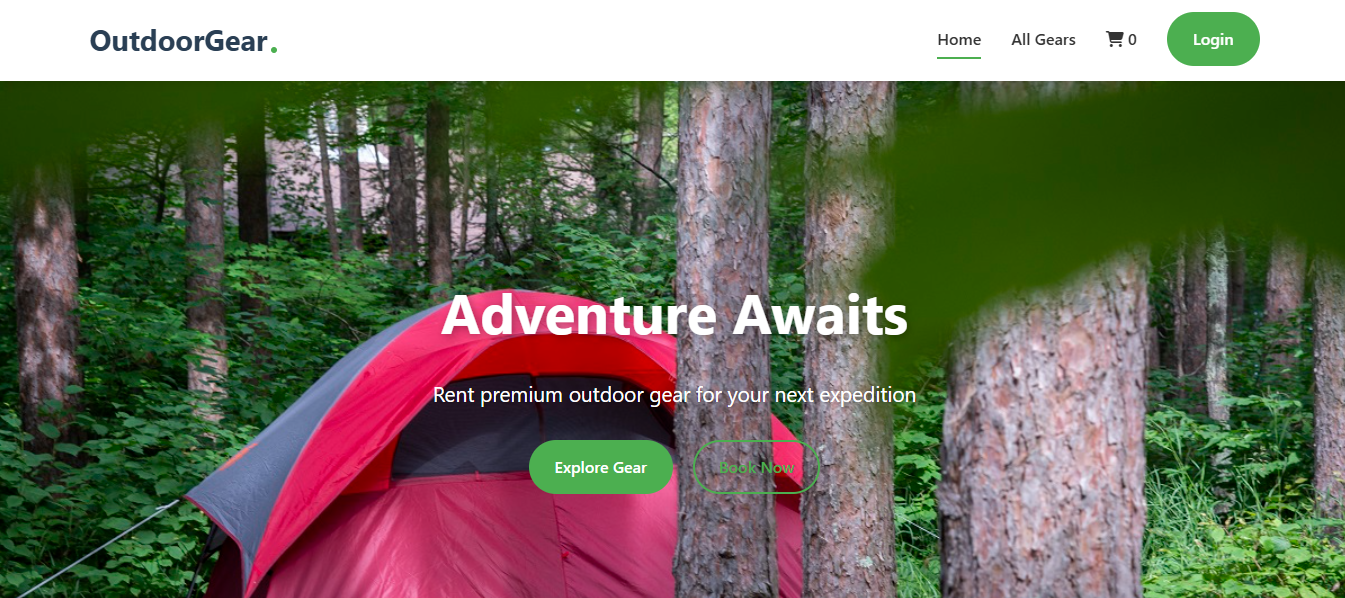 OutdoorGear.
Home
All Gears
0
Login
Adventure Awaits
Rent premium outdoor gear for your next expedition
Explore Gear
Book Now